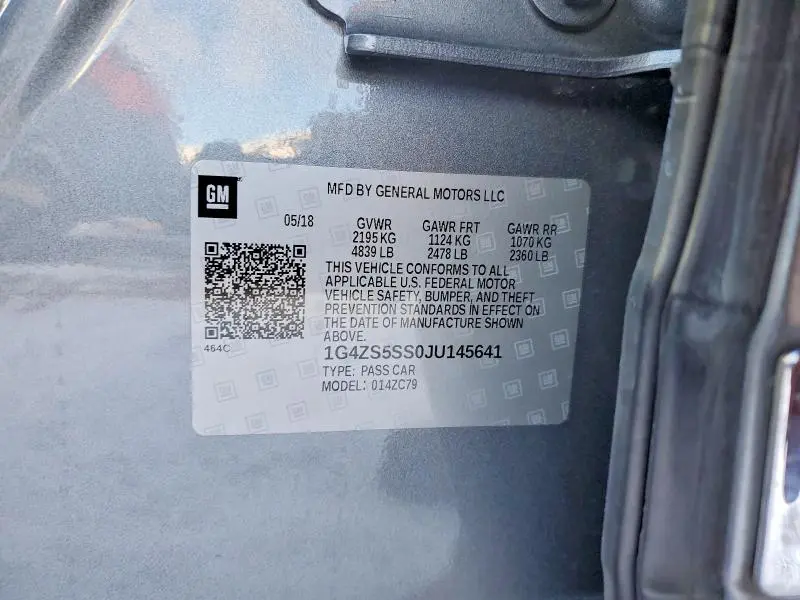 GM
MFD BY GENERAL MOTORS LLC
05/18 GVWR GAWR FRT GAWR RR
2195 KG 1124 KG 1070 KG
4839 LB 2478 LB 2360 LB
THIS VEHICLE CONFORMS TO ALL
APPLICABLE U.S. FEDERAL MOTOR
VEHICLE SAFETY, BUMPER, AND THEFT
PREVENTION STANDARDS IN EFFECT ON
THE DATE OF MANUFACTURE SHOWN
ABOVE.
464C
1G4ZS5SS0JU145641
TYPE: PASS CAR
MODEL: 014ZC79